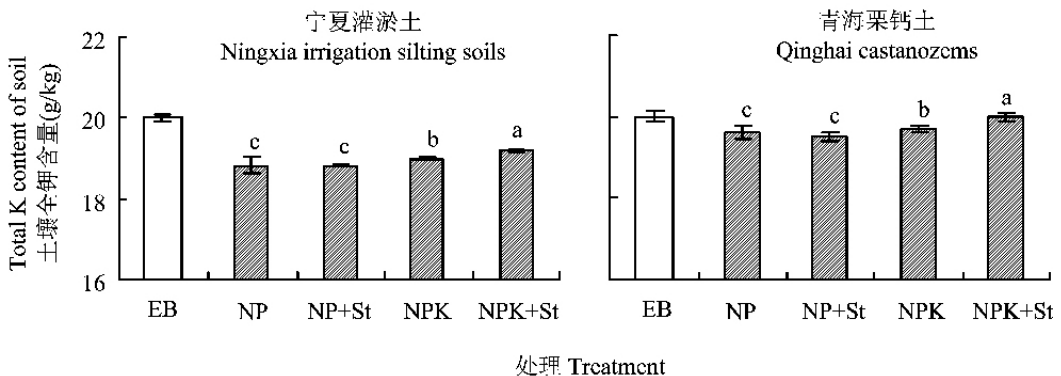 宁夏灌淤土
Ningxia irrigation silting soils
青海栗钙土
Qinghai castanozems
Total K content of soil
土壤全钾含量(g/kg)
22
20
18
16
c
c
b
a
c
c
b
a
EB
NP
NP+St
NPK
NPK+St
EB
NP
NP+St
NPK
NPK+St
处理 Treatment